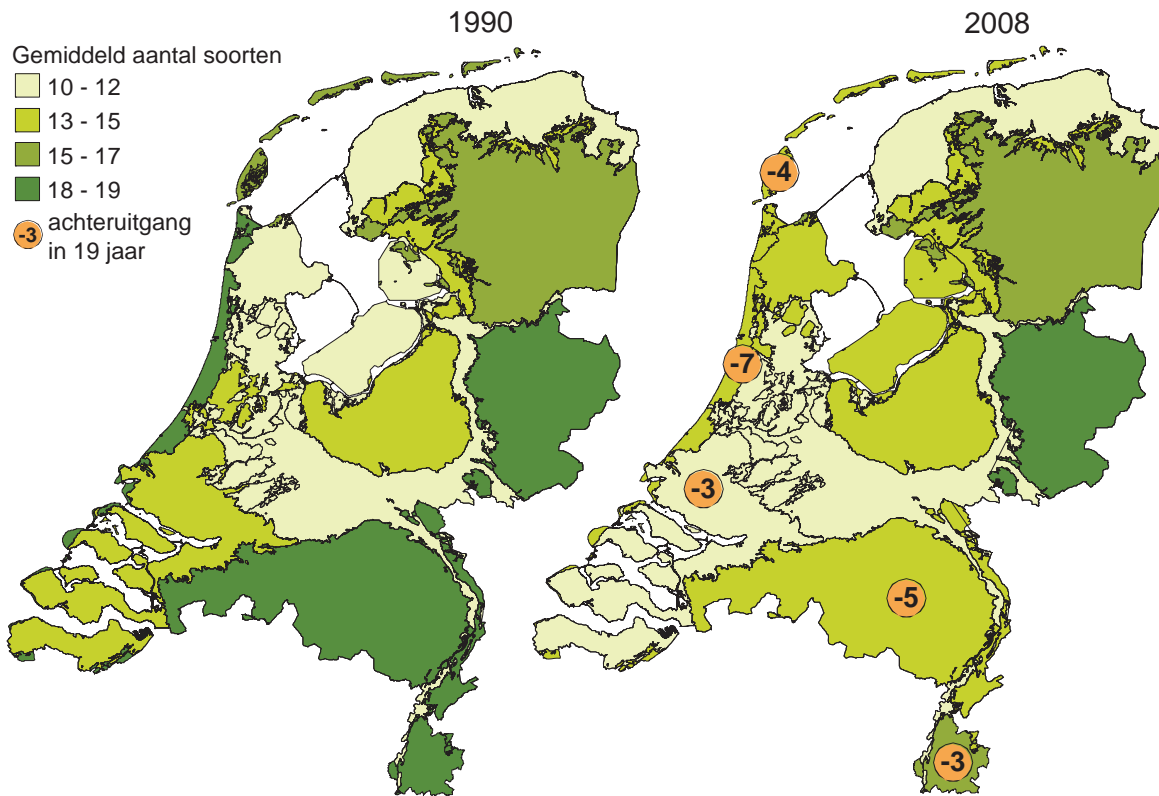 1990
2008
Gemiddeld aantal soorten
10 - 12
13 - 15
15 - 17
18 - 19
-3 achteruitgang
in 19 jaar
-4
-7
-3
-5
-3